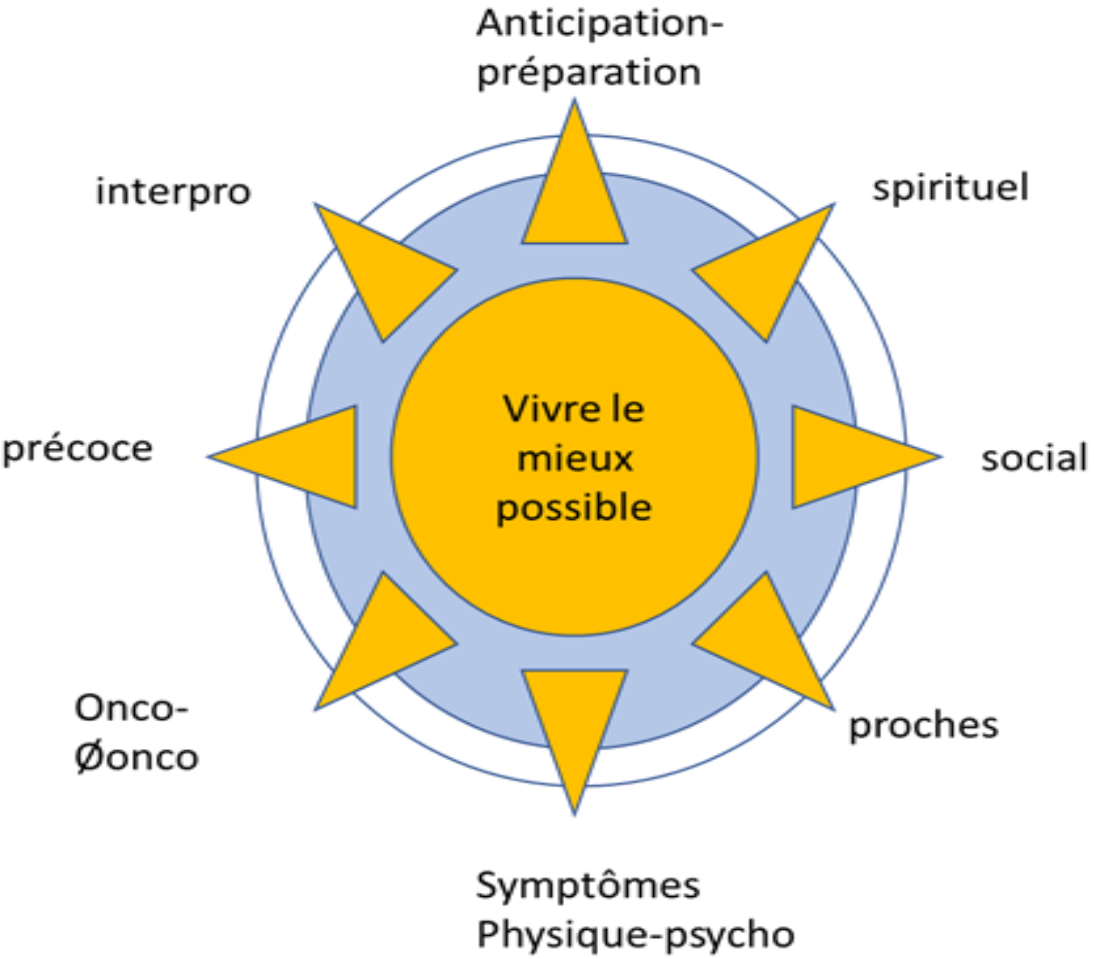 Anticipation-
préparation
interpro
spirituel
précoce
Vivre le
mieux
possible
social
Onco-
Øonco
proches
Symptômes
Physique-psycho